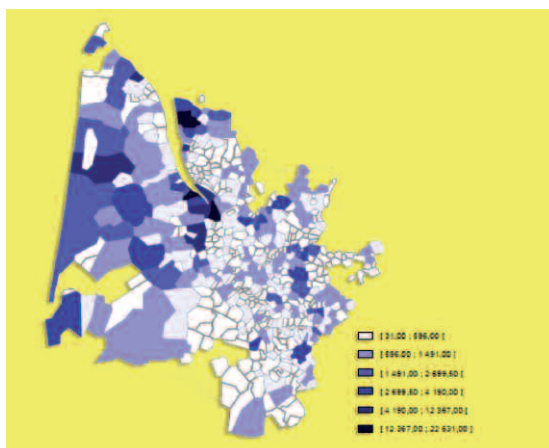 [ 31,00 ; 596,00 [
[ 596,00 ; 1 491,00 [
[ 1 491,00 ; 2 699,50 [
[ 2 699,50 ; 4 190,00 [
[ 4 190,00 ; 12 367,00 [
[ 12 367,00 ; 22 631,00 [